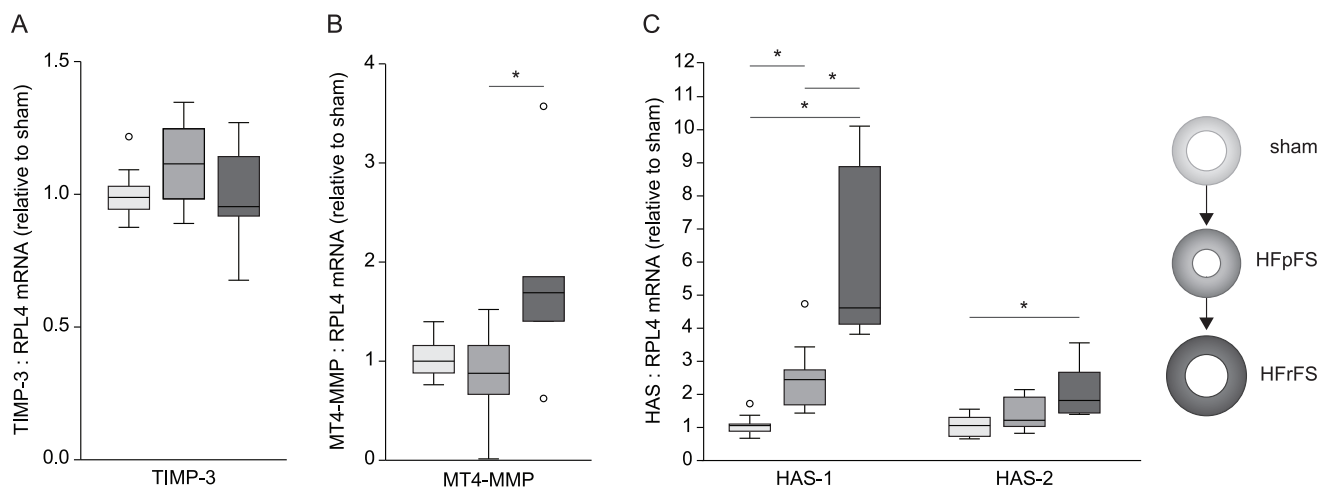 A
TIMP-3 : RPL4 mRNA (relative to sham)
1.5
1.0
0.5
0.0
TIMP-3
B
MT4-MMP : RPL4 mRNA (relative to sham)
4
3
2
1
0
*
MT4-MMP
C
HAS : RPL4 mRNA (relative to sham)
12
11
10
9
8
7
6
5
4
3
2
1
0
*
*
*
*
HAS-1
HAS-2
sham
HFpFS
HFrFS